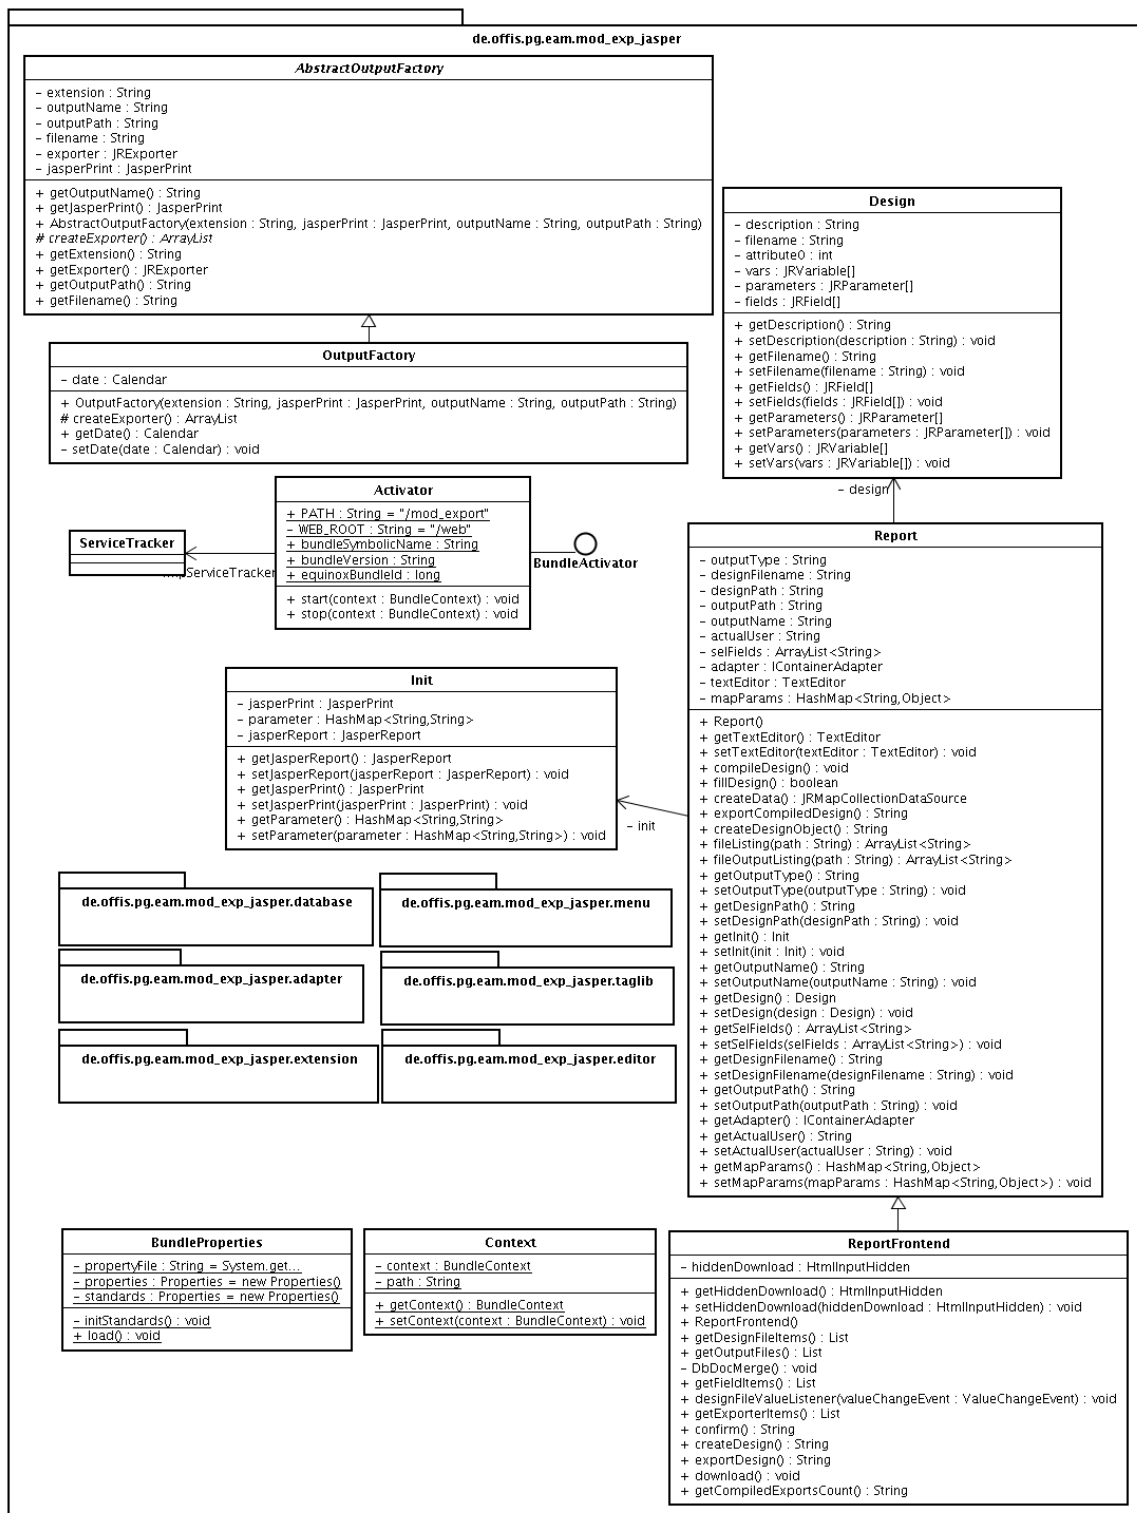 de.offis.pg.eam.mod_exp_jasper
AbstractOutputFactory
– extension : String
– outputName : String
– outputPath : String
– filename : String
– exporter : JRExporter
– jasperPrint : JasperPrint
+ getOutputName() : String
+ getJasperPrint() : JasperPrint
+ AbstractOutputFactory(extension : String, jasperPrint : JasperPrint, outputName : String, outputPath : String)
# createExporter() : ArrayList
+ getExtension() : String
+ getExporter() : JRExporter
+ getOutputPath() : String
+ getFilename() : String
OutputFactory
– date : Calendar
+ OutputFactory(extension : String, jasperPrint : JasperPrint, outputName : String, outputPath : String)
# createExporter() : ArrayList
+ getDate() : Calendar
– setDate(date : Calendar) : void
Design
– description : String
– filename : String
– attribute0 : int
– vars : JRVariable[]
– parameters : JRParameter[]
– fields : JRField[]
+ getDescription() : String
+ setDescription(description : String) : void
+ getFilename() : String
+ setFilename(filename : String) : void
+ getFields() : JRField[]
+ setFields(fields : JRField[]) : void
+ getParameters() : JRParameter[]
+ setParameters(parameters : JRParameter[]) : void
+ getVars() : JRVariable[]
+ setVars(vars : JRVariable[]) : void
– design
Activator
+ PATH : String = "/mod_export"
– WEB_ROOT : String = "/web"
+ bundleSymbolicName : String
+ bundleVersion : String
+ equinoxBundleId : long
+ start(context : BundleContext) : void
+ stop(context : BundleContext) : void
ServiceTracker
BundleActivator
Report
– outputType : String
– designFilename : String
– designPath : String
– outputPath : String
– outputName : String
– actualUser : String
– selFields : ArrayList<String>
– adapter : IContainerAdapter
– textEditor : TextEditor
– mapParams : HashMap<String,Object>
+ Report()
+ getTextEditor() : TextEditor
+ setTextEditor(textEditor : TextEditor) : void
+ compileDesign() : void
+ fillDesign() : boolean
+ createData() : JRMapCollectionDataSource
+ exportCompiledDesign() : String
+ createDesignObject() : String
+ fileListing(path : String) : ArrayList<String>
+ fileOutputListing(path : String) : ArrayList<String>
+ getOutputType() : String
+ setOutputType(outputType : String) : void
+ getDesignPath() : String
+ setDesignPath(designPath : String) : void
+ getInit() : Init
+ setInit(init : Init) : void
+ getOutputName() : String
+ setOutputName(outputName : String) : void
+ getDesign() : Design
+ setDesign(design : Design) : void
+ getSelFields() : ArrayList<String>
+ setSelFields(selFields : ArrayList<String>) : void
+ getDesignFilename() : String
+ setDesignFilename(designFilename : String) : void
+ getOutputPath() : String
+ setOutputPath(outputPath : String) : void
+ getAdapter() : IContainerAdapter
+ getActualUser() : String
+ setActualUser(actualUser : String) : void
+ getMapParams() : HashMap<String,Object>
+ setMapParams(mapParams : HashMap<String,Object>) : void
Init
– jasperPrint : JasperPrint
– parameter : HashMap<String,String>
– jasperReport : JasperReport
+ getJasperReport() : JasperReport
+ setJasperReport(jasperReport : JasperReport) : void
+ getJasperPrint() : JasperPrint
+ setJasperPrint(jasperPrint : JasperPrint) : void
+ getParameter() : HashMap<String,String>
+ setParameter(parameter : HashMap<String,String>) : void
– init
de.offis.pg.eam.mod_exp_jasper.database
de.offis.pg.eam.mod_exp_jasper.menu
de.offis.pg.eam.mod_exp_jasper.adapter
de.offis.pg.eam.mod_exp_jasper.taglib
de.offis.pg.eam.mod_exp_jasper.extension
de.offis.pg.eam.mod_exp_jasper.editor
BundleProperties
– propertyFile : String = System.get...
– properties : Properties = new Properties()
– standards : Properties = new Properties()
– initStandards() : void
+ load() : void
Context
– context : BundleContext
– path : String
+ getContext() : BundleContext
+ setContext(context : BundleContext) : void
ReportFrontend
– hiddenDownload : HtmlInputHidden
+ getHiddenDownload() : HtmlInputHidden
+ setHiddenDownload(hiddenDownload : HtmlInputHidden) : void
+ ReportFrontend()
+ getDesignFileItems() : List
+ getOutputFiles() : List
– DbDocMerge() : void
+ getFieldItems() : List
+ designFileValueListener(valueChangeEvent : ValueChangeEvent) : void
+ getExporterItems() : List
+ confirm() : String
+ createDesign() : String
+ exportDesign() : String
+ download() : void
+ getCompiledExportsCount() : String